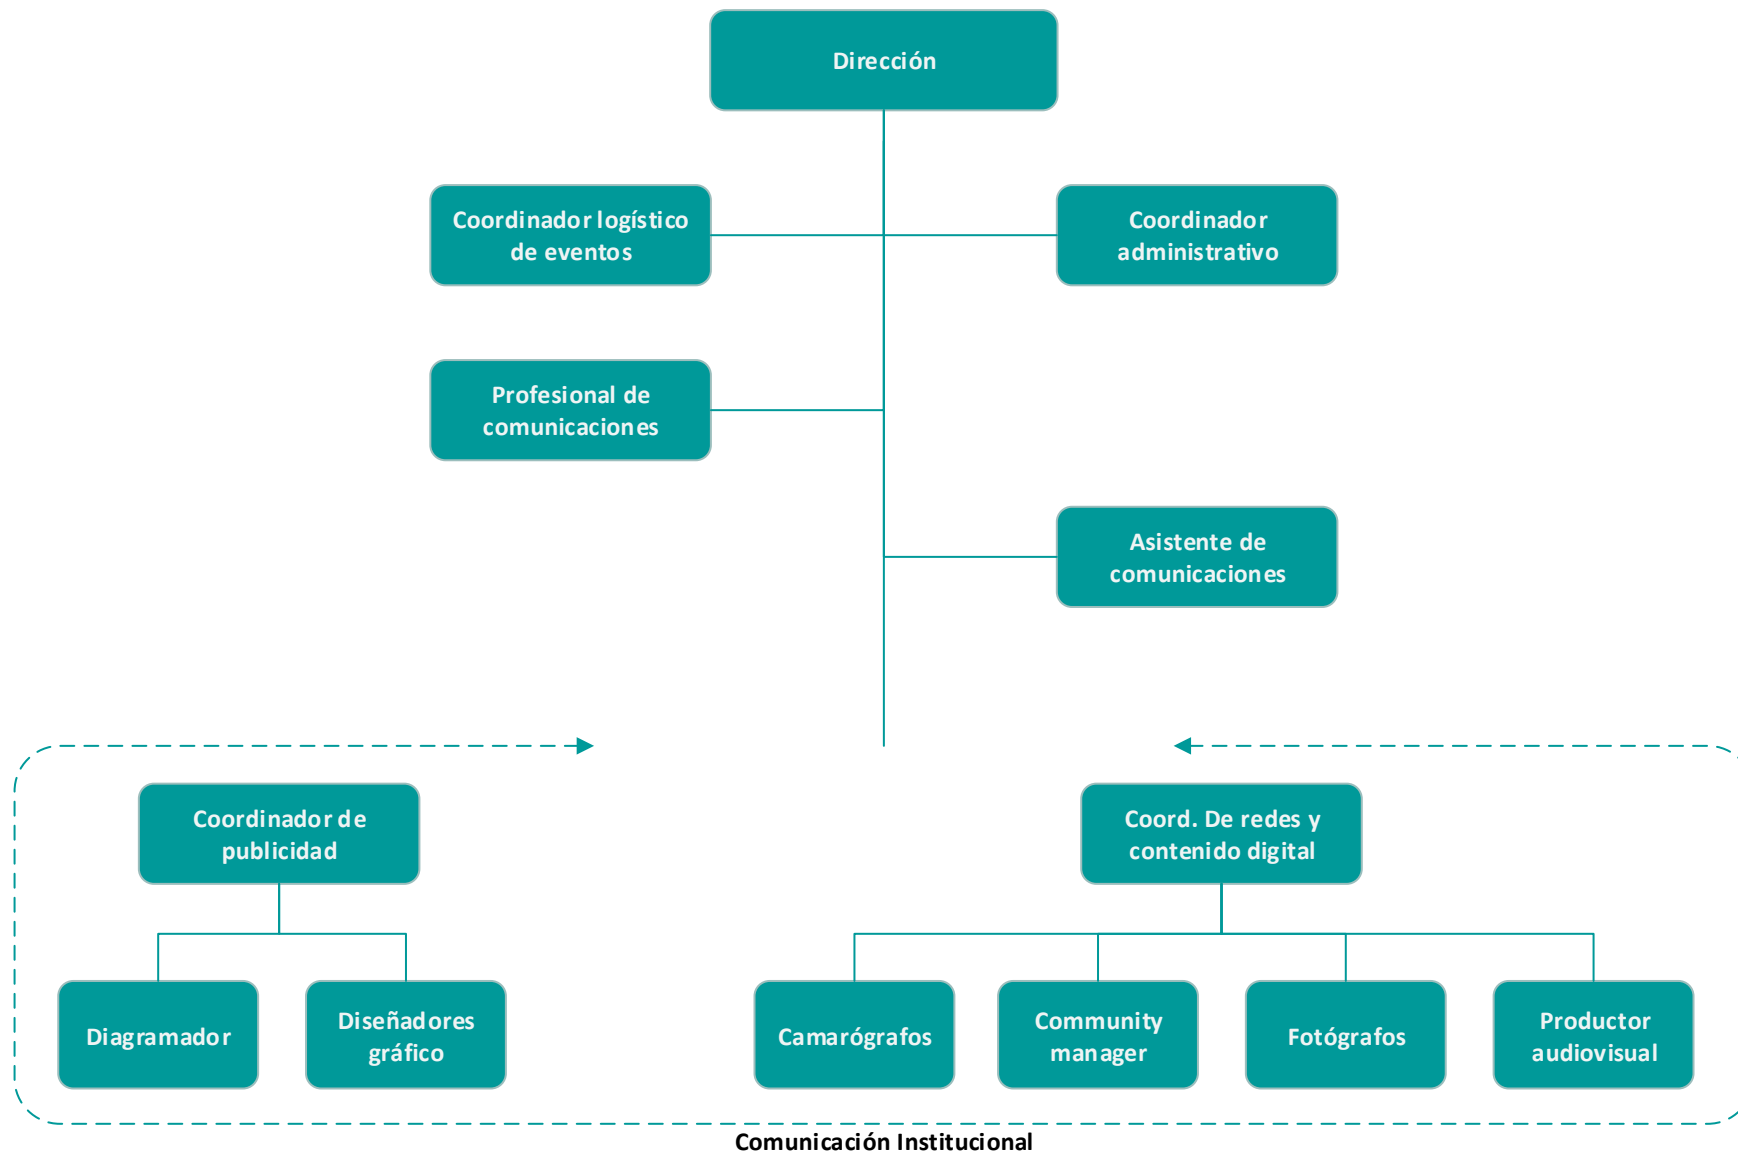 Dirección
Coordinador logístico
de eventos
Coordinador
administrativo
Profesional de
comunicaciones
Asistente de
comunicaciones
Coordinador de
publicidad
Coord. De redes y
contenido digital
Diagramador
Diseñadores
gráfico
Camarógrafos
Community
manager
Fotógrafos
Productor
audiovisual
Comunicación Institucional